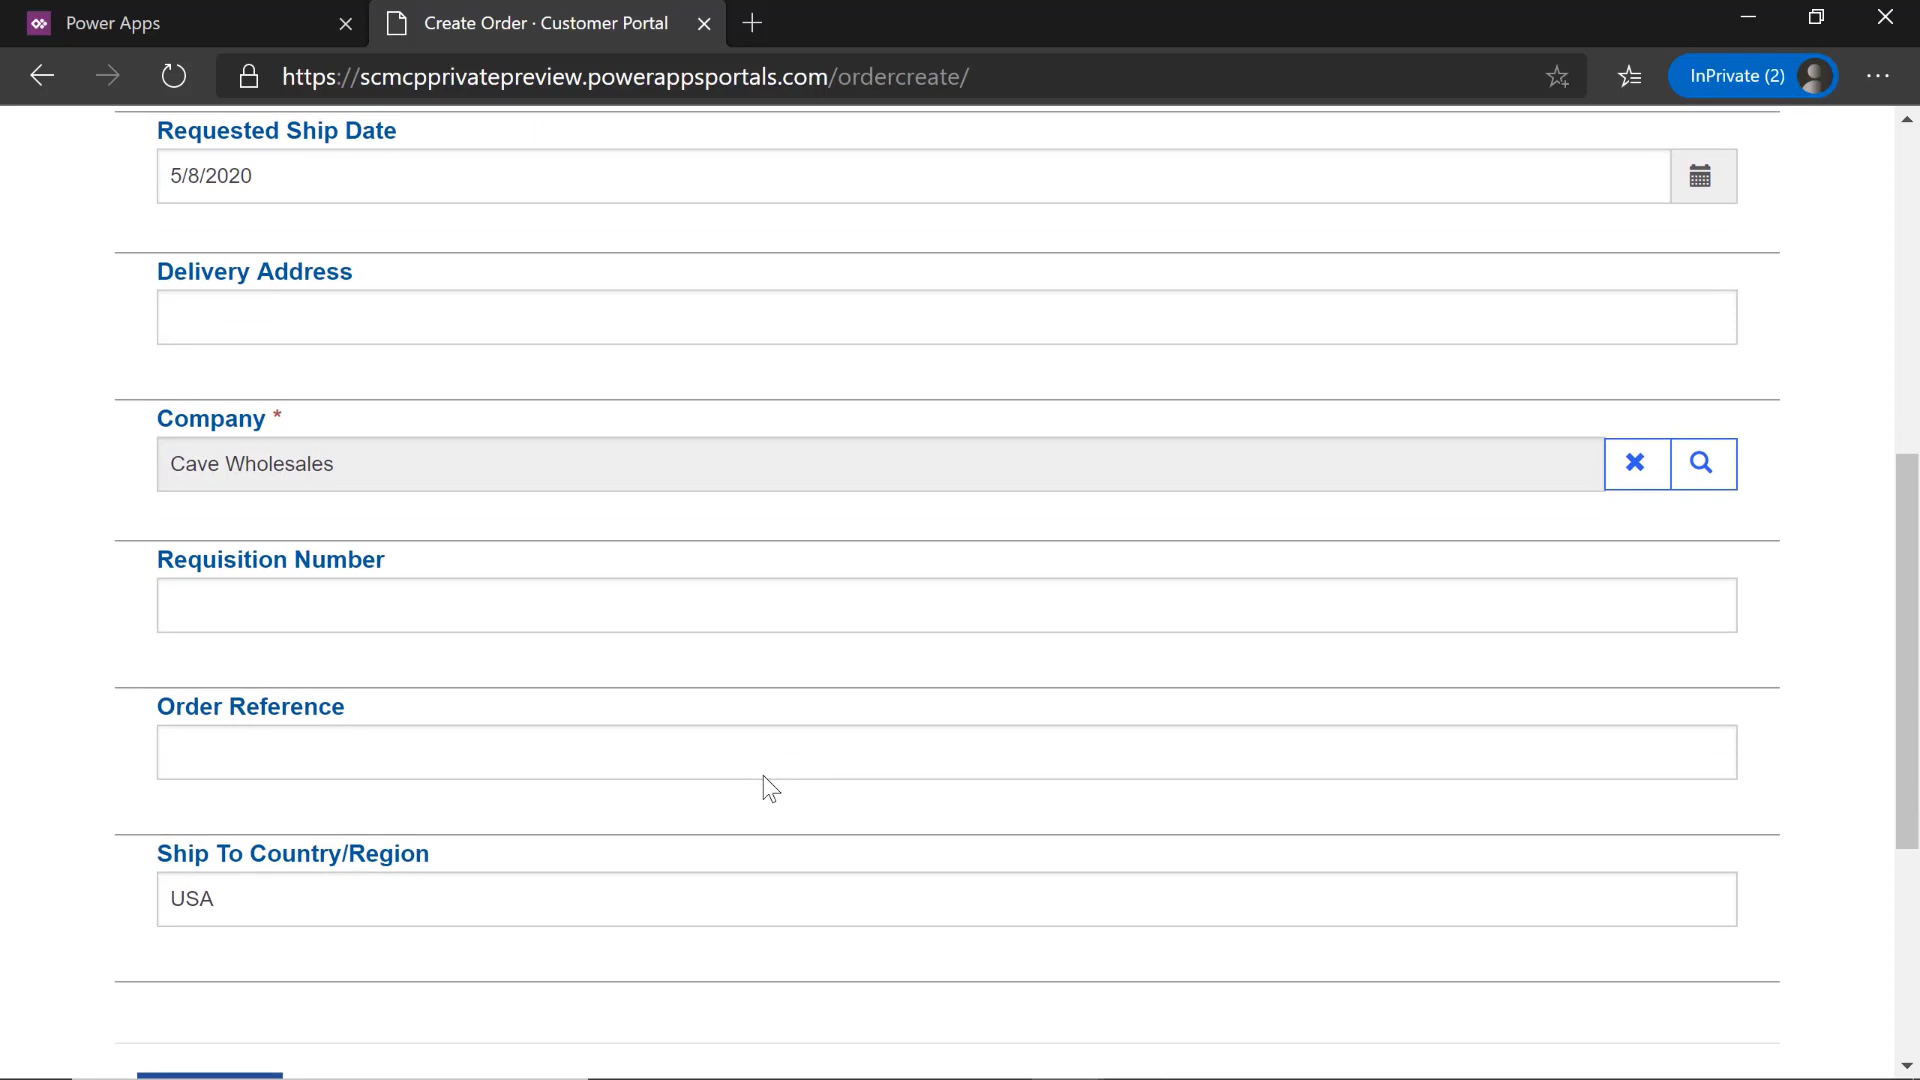 Power Apps
Create Order · Customer Portal
https://scmcpprivatepreview.powerappsportals.com/ordercreate/
InPrivate (2)
Requested Ship Date
5/8/2020
Delivery Address
Company *
Cave Wholesales
Requisition Number
Order Reference
Ship To Country/Region
USA